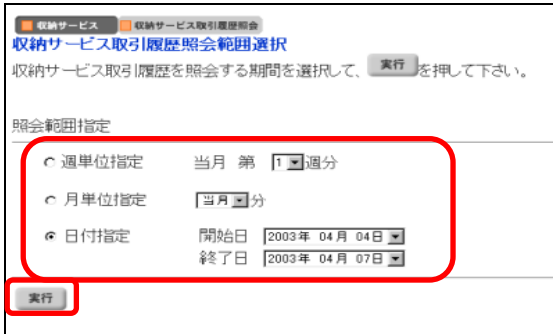 収納サービス 収納サービス取引履歴照会
収納サービス取引履歴照会範囲選択
収納サービス取引履歴を照会する期間を選択して、 実行 を押して下さい。
照会範囲指定
週単位指定 当月 第 1 週分
月単位指定 当月 分
日付指定 開始日 2003年 04月 04日
終了日 2003年 04月 07日
実行